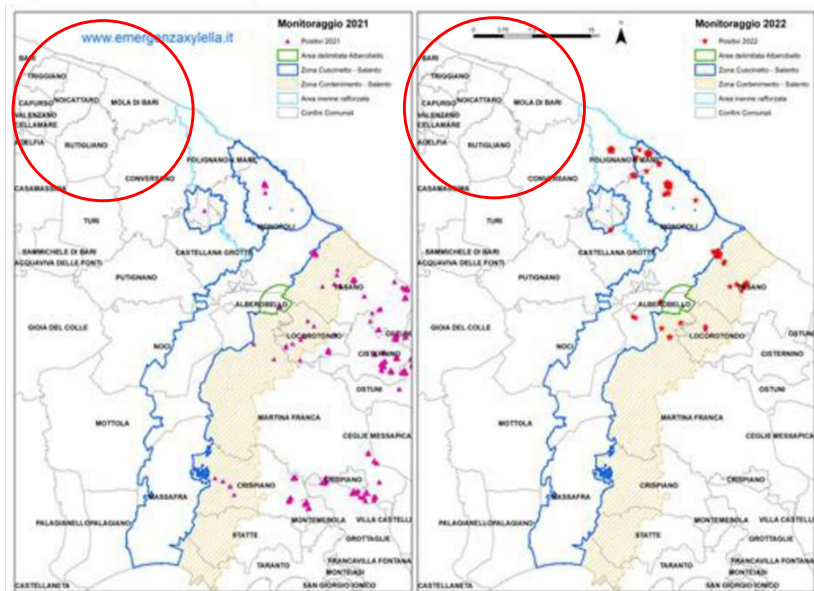 www.emergenzaxylella.it
Monitoraggio 2021
Positivi 2021
Area delimitata Alberobello
Zona Cuscinetto - Salento
Zona Contenimento - Salento
Area indenne rafforzata
Confini Comunali
BARI
TRIGGIANO
CAPURSO
NOICATTARO
MOLA DI BARI
VALENZANO
CELLAMARE
ADELFIA
RUTIGLIANO
POLIGNANO A MARE
CONVERSANO
CASAMASSIMA
TURI
MONOPOLI
SAMMICHELE DI BARI
CASTELLANA GROTTE
ACQUAVIVA DELLE FONTI
PUTIGNANO
FASANO
ALBEROBELLO
GIOIA DEL COLLE
LOCOROTONDO
OSTUNI
NOCI
CISTERNINO
OSTUNI
MOTTOLA
MARTINA FRANCA
CEGLIE MESSAPICA
CRISPIANO
MASSAFRA
CRISPIANO
PALAGIANELLO
PALAGIANO
MONTEMESOLA
VILLA CASTELLI
STATTE
GROTTAGLIE
TARANTO
FRANCAVILLA FONTANA
MONTEIASI
CASTELLANETA
SAN GIORGIO IONICO
N
Monitoraggio 2022
Positivi 2022
Area delimitata Alberobello
Zona Cuscinetto - Salento
Zona Contenimento - Salento
Area indenne rafforzata
Confini Comunali
BARI
TRIGGIANO
CAPURSO
NOICATTARO
MOLA DI BARI
VALENZANO
CELLAMARE
ADELFIA
RUTIGLIANO
POLIGNANO A MARE
CONVERSANO
CASAMASSIMA
TURI
MONOPOLI
SAMMICHELE DI BARI
CASTELLANA GROTTE
ACQUAVIVA DELLE FONTI
PUTIGNANO
FASANO
ALBEROBELLO
GIOIA DEL COLLE
LOCOROTONDO
OSTUNI
NOCI
CISTERNINO
OSTUNI
MOTTOLA
MARTINA FRANCA
CEGLIE MESSAPICA
CRISPIANO
MASSAFRA
PALAGIANELLO
PALAGIANO
MONTEMESOLA
VILLA CASTELLI
STATTE
GROTTAGLIE
TARANTO
FRANCAVILLA FONTANA
MONTEIASI
CASTELLANETA
SAN GIORGIO IONICO